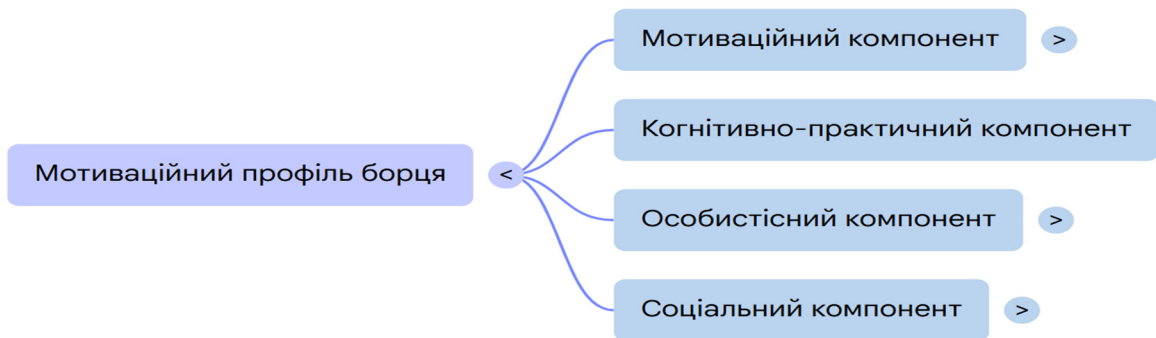 Мотиваційний компонент >
Когнітивно-практичний компонент
Мотиваційний профіль борця <
Особистісний компонент >
Соціальний компонент >